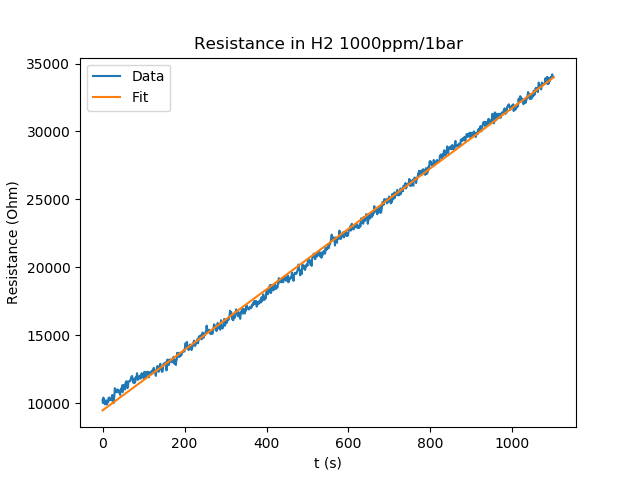 Resistance in H2 1000ppm/1bar
Data
Fit
35000
30000
25000
20000
15000
10000
Resistance (Ohm)
0 200 400 600 800 1000
t (s)